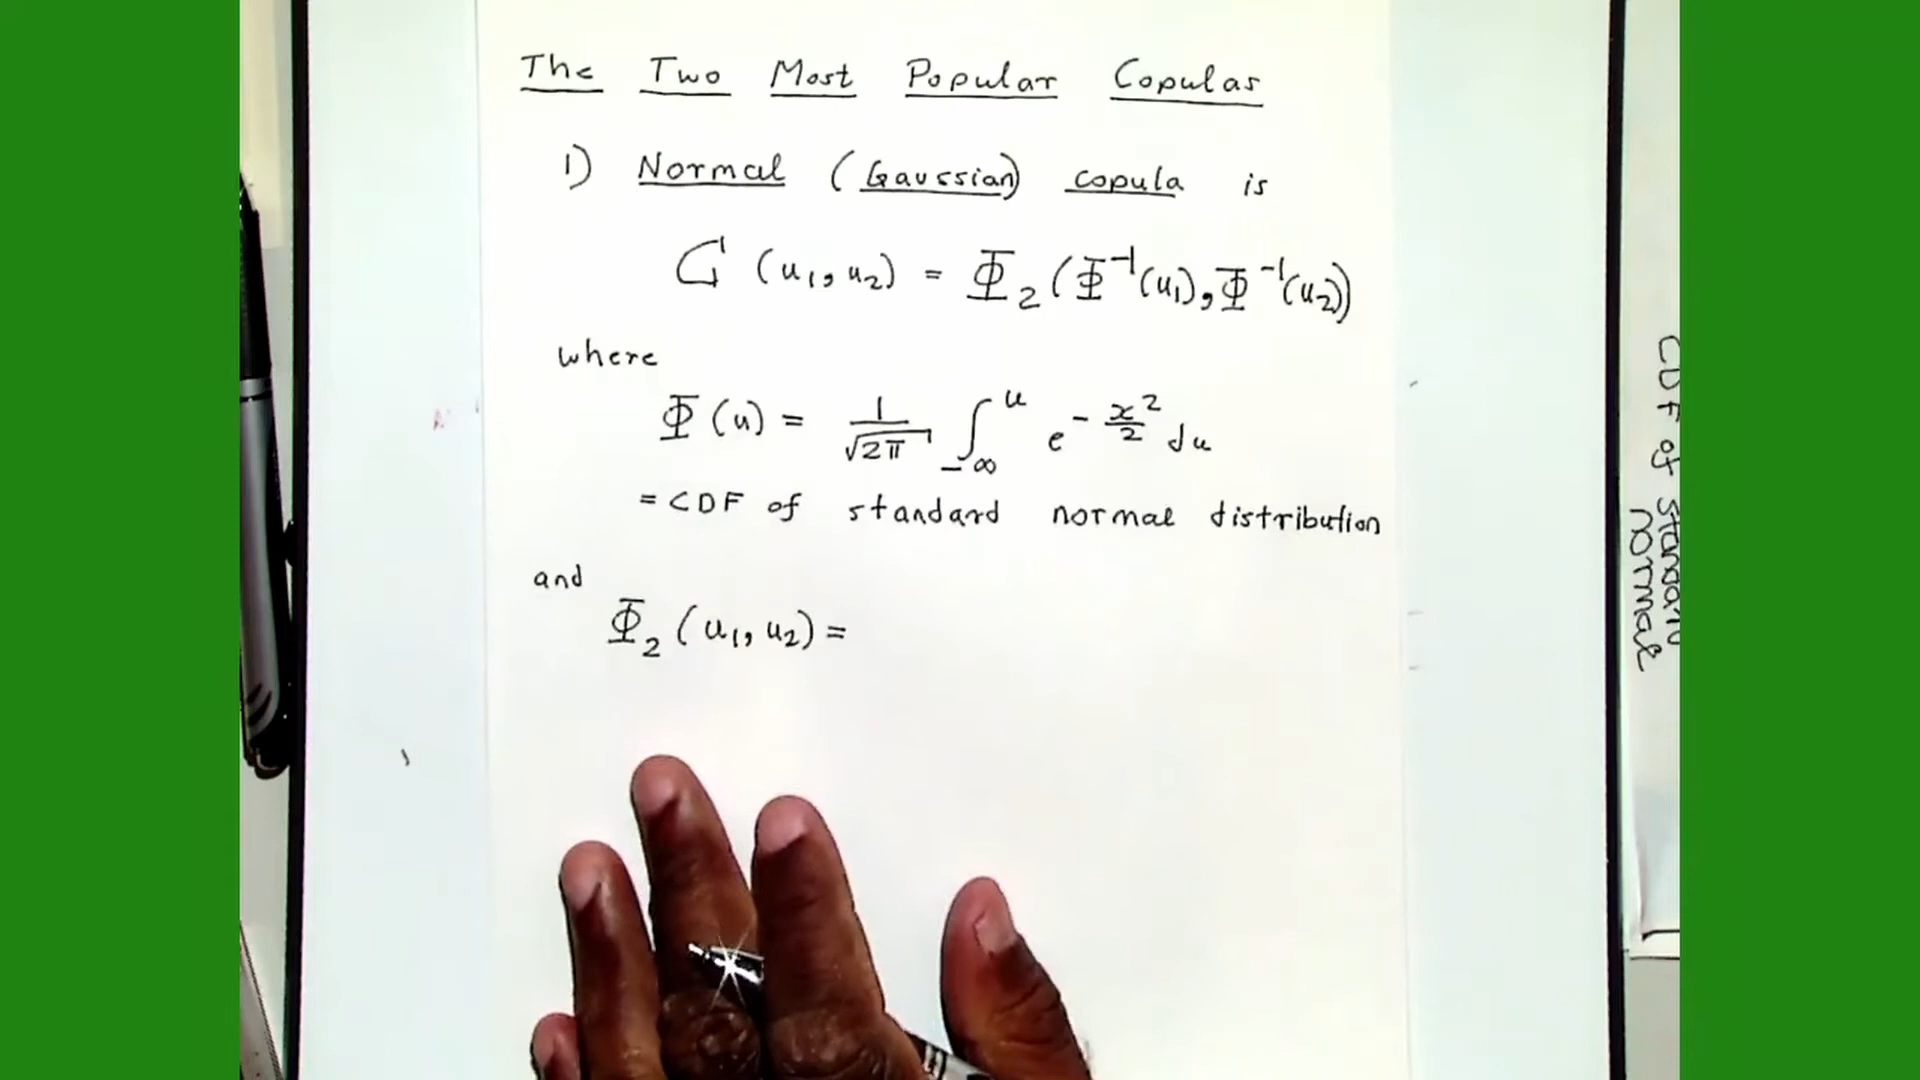 The Two Most Popular Copulas
1) Normal (Gaussian) copula is
C (u₁, u₂) = Φ₂ (Φ⁻¹(u₁), Φ⁻¹(u₂))
where
Φ (u) = 1/√2π ∫_{-∞}^{u} e^{-x²/2} du
= CDF of standard normal distribution
and
Φ₂ (u₁, u₂) =
CDF of standard
normal